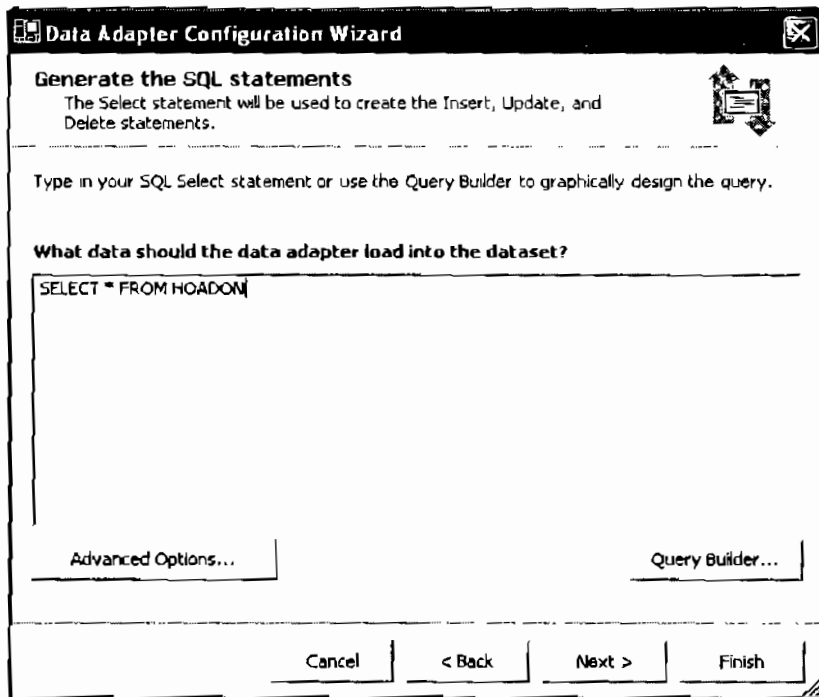 Data Adapter Configuration Wizard
Generate the SQL statements
The Select statement will be used to create the Insert, Update, and
Delete statements.
Type in your SQL Select statement or use the Query Builder to graphically design the query.
What data should the data adapter load into the dataset?
SELECT * FROM HOADON
Advanced Options...
Query Builder...
Cancel
< Back
Next >
Finish